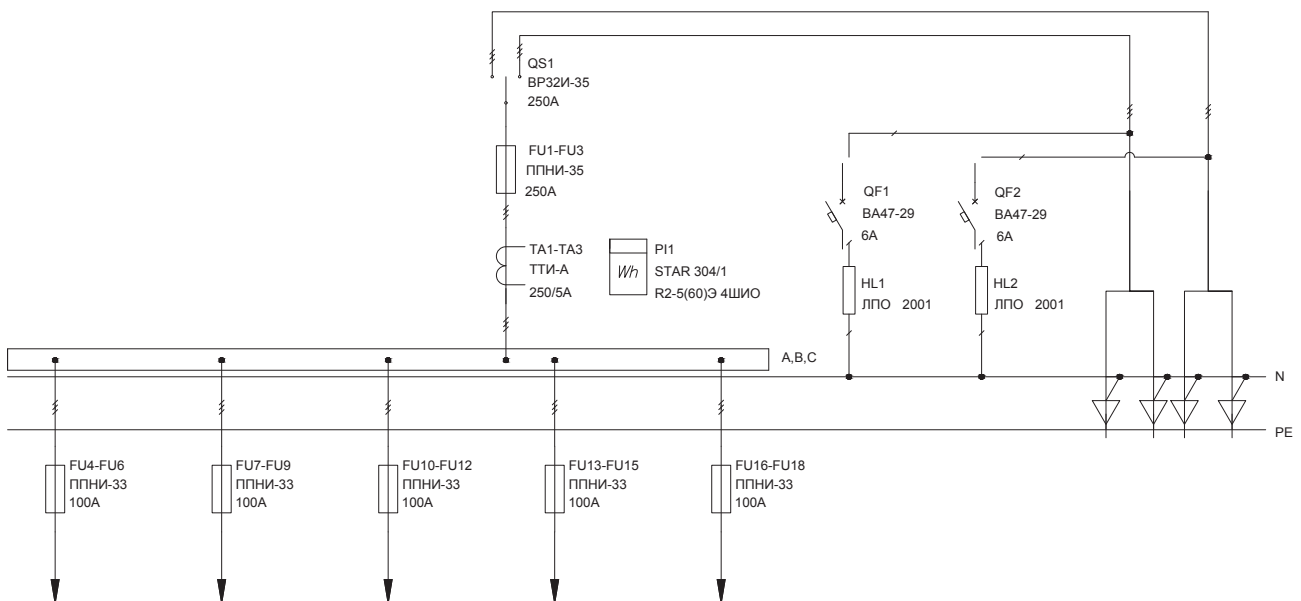 QS1
ВР32И-35
250А
FU1-FU3
ППНИ-35
250А
TA1-TA3
ТТИ-А
250/5А
PI1
Wh
STAR 304/1
R2-5(60)Э 4ШИО
QF1
ВА47-29
6А
QF2
ВА47-29
6А
HL1
ЛПО 2001
HL2
ЛПО 2001
A,B,C
N
PE
FU4-FU6
ППНИ-33
100А
FU7-FU9
ППНИ-33
100А
FU10-FU12
ППНИ-33
100А
FU13-FU15
ППНИ-33
100А
FU16-FU18
ППНИ-33
100А